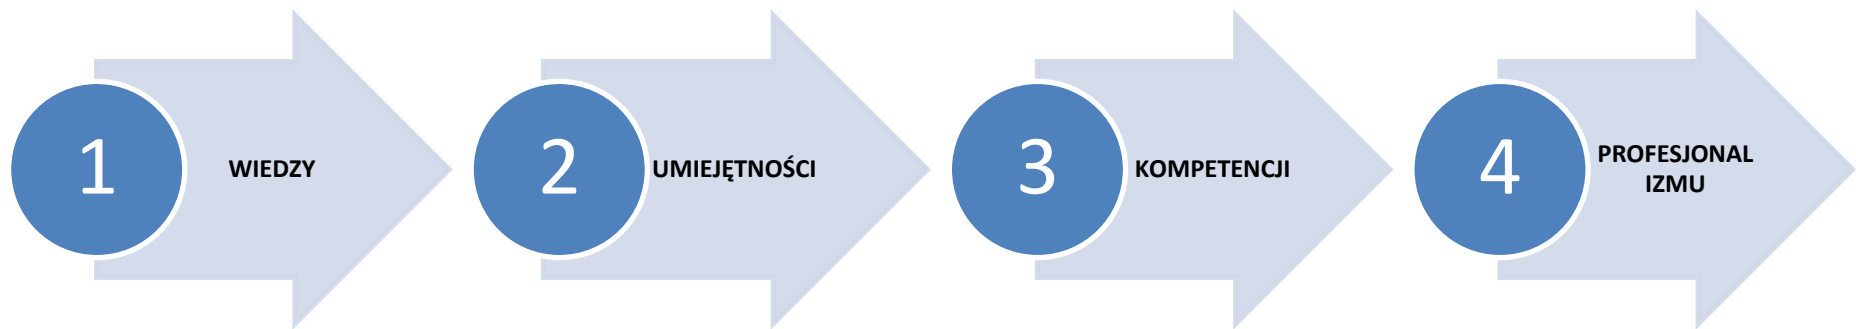 1
WIEDZY
2
UMIEJĘTNOŚCI
3
KOMPETENCJI
4
PROFESJONAL
IZMU